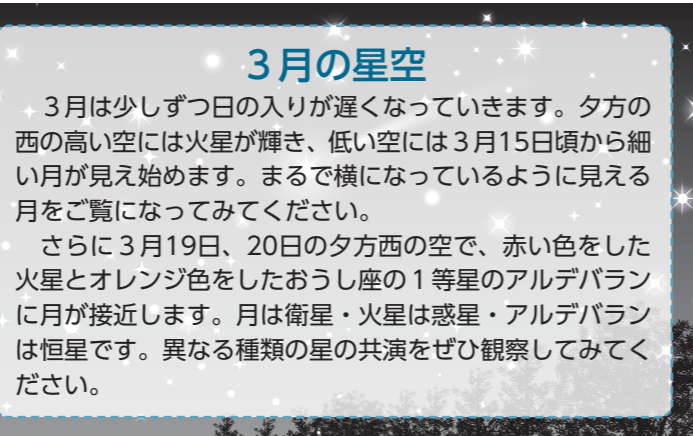 ３月の星空
　３月は少しずつ日の入りが遅くなっていきます。夕方の
西の高い空には火星が輝き、低い空には３月15日頃から細
い月が見え始めます。まるで横になっているように見える
月をご覧になってみてください。
　さらに３月19日、20日の夕方西の空で、赤い色をした
火星とオレンジ色をしたおうし座の１等星のアルデバラン
に月が接近します。月は衛星・火星は惑星・アルデバラン
は恒星です。異なる種類の星の共演をぜひ観察してみてく
ださい。